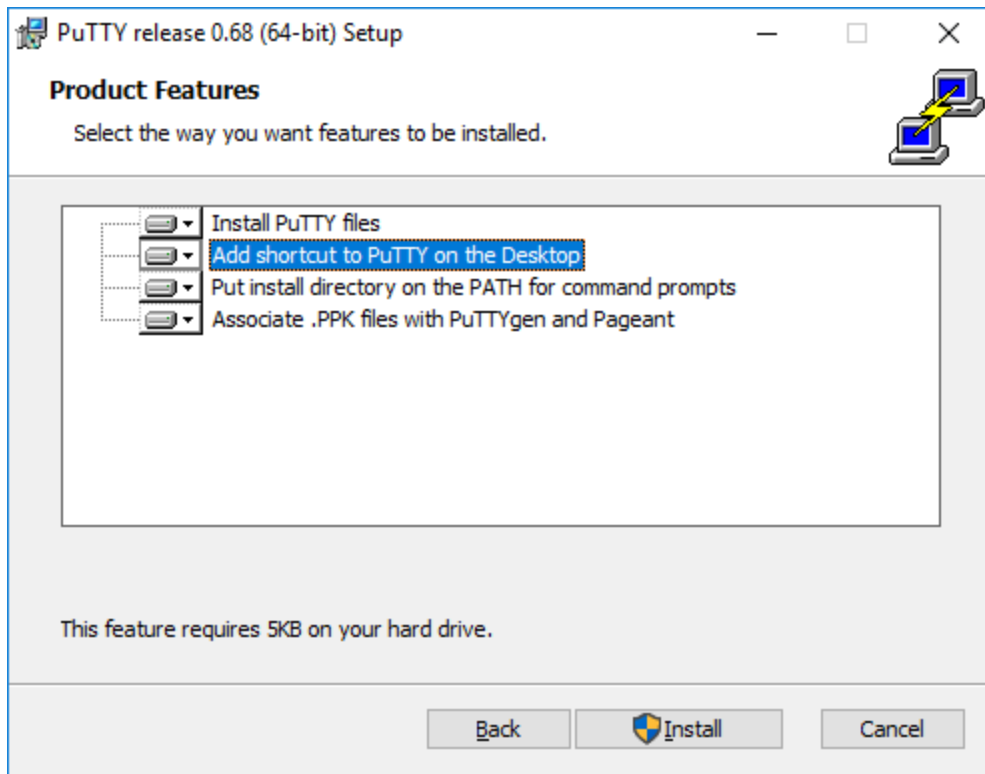 PuTTY release 0.68 (64-bit) Setup
Product Features
Select the way you want features to be installed.
Install PuTTY files
Add shortcut to PuTTY on the Desktop
Put install directory on the PATH for command prompts
Associate .PPK files with PuTTYgen and Pageant
This feature requires 5KB on your hard drive.
Back
Install
Cancel